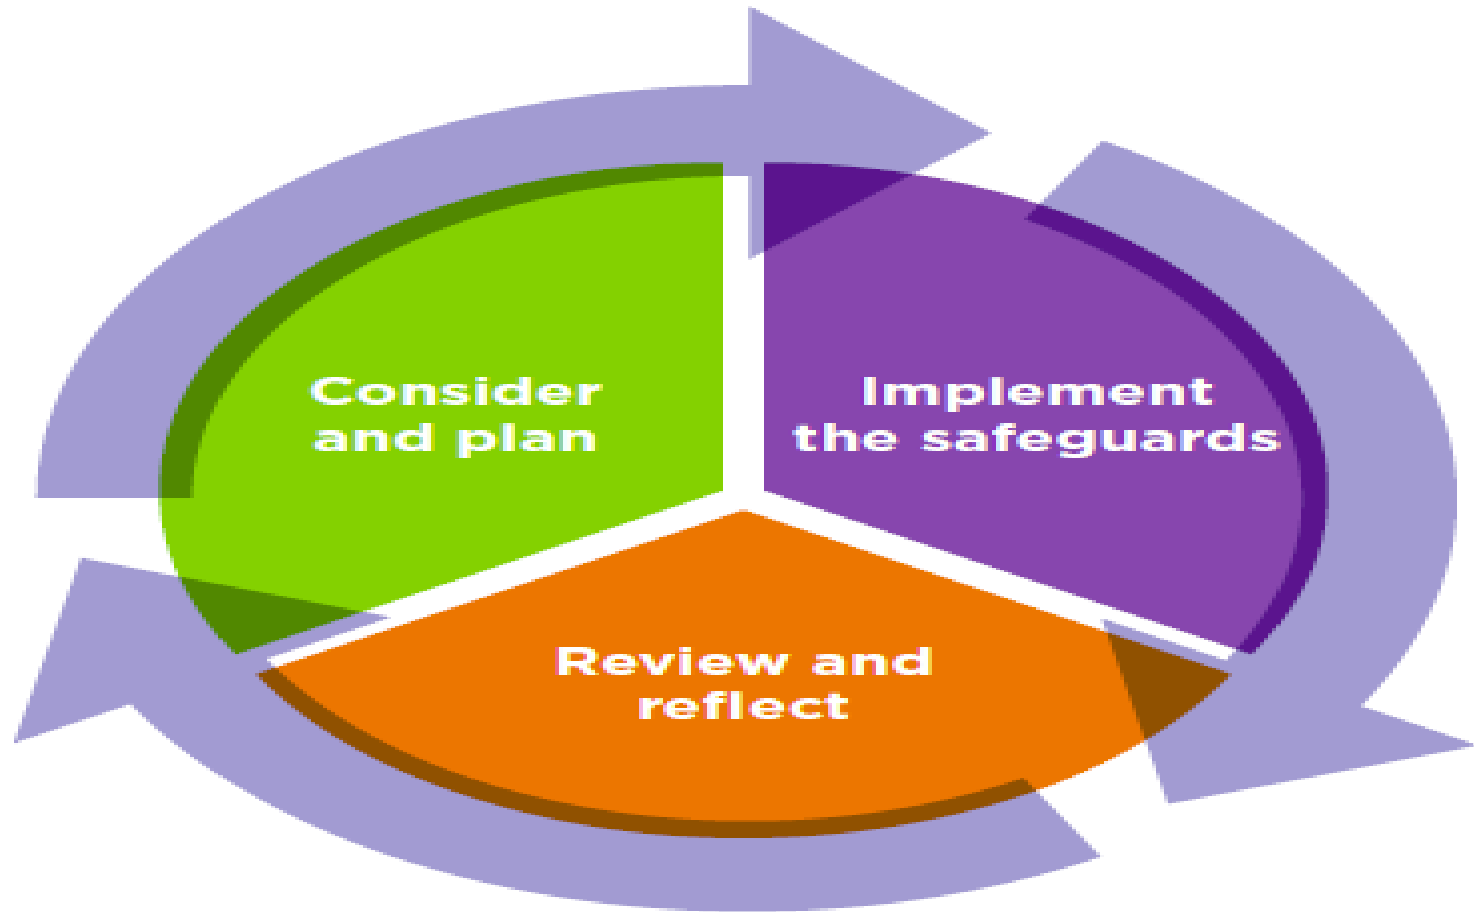 Consider
and plan
Implement
the safeguards
Review and
reflect